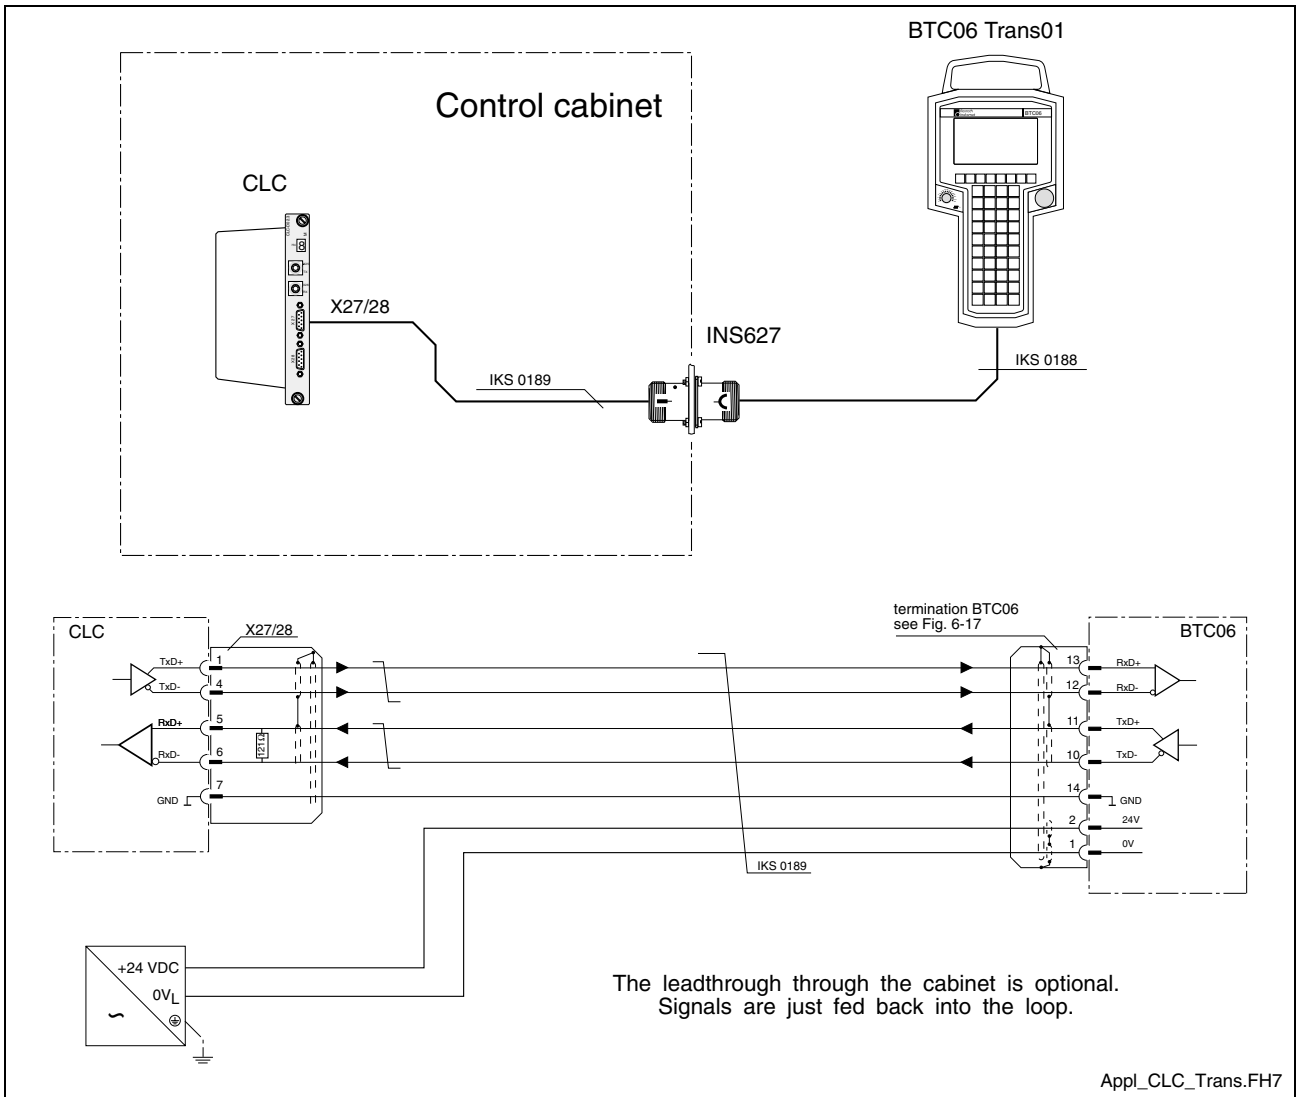 BTC06 Trans01
Control cabinet
BTC06
CLC
X27/28
INS627
IKS 0189
IKS 0188
termination BTC06
see Fig. 6-17
CLC
X27/28
BTC06
TxD+
1
13
RxD+
TxD-
4
12
RxD-
RxD+
5
11
TxD+
121Ω
RxD-
6
10
TxD-
GND
7
14
GND
2
24V
1
0V
IKS 0189
+24 VDC
0VL
The leadthrough through the cabinet is optional.
Signals are just fed back into the loop.
Appl_CLC_Trans.FH7